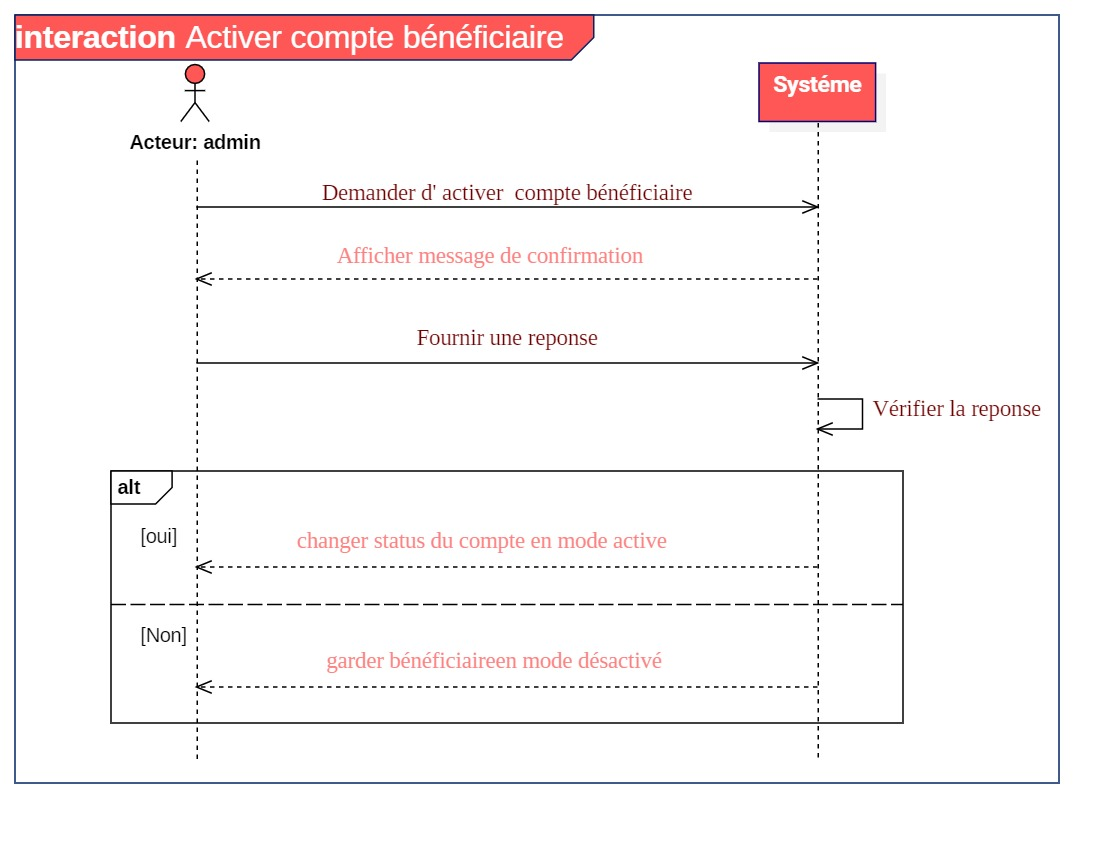 interaction Activer compte bénéficiaire
Acteur: admin
Systéme
Demander d' activer  compte bénéficiaire
Afficher message de confirmation
Fournir une reponse
Vérifier la reponse
alt
[oui]
changer status du compte en mode active
[Non]
garder bénéficiaireen mode désactivé